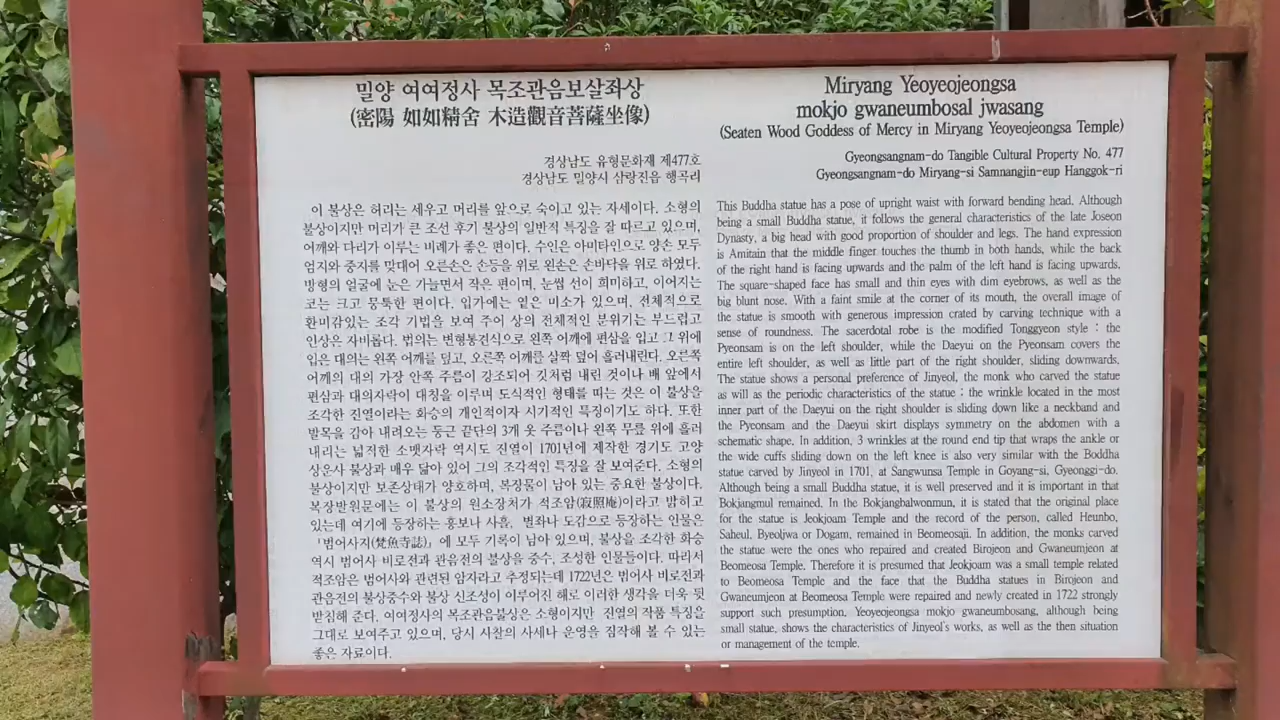 밀양 여여정사 목조관음보살좌상
(密陽 如如精舍 木造觀音菩薩坐像)
경상남도 유형문화재 제477호
경상남도 밀양시 삼랑진읍 행곡리
이 불상은 허리는 세우고 머리를 앞으로 숙이고 있는 자세이다. 소형의
불상이지만 머리가 큰 조선 후기 불상의 일반적 특징을 잘 따르고 있으며,
어깨와 다리가 이루는 비례가 좋은 편이다. 수인은 아미타인으로 양손 모두
엄지와 중지를 맞대어 오른손은 손등을 위로 왼손은 손바닥을 위로 하였다.
방형의 얼굴에 눈은 가늘면서 작은 편이며, 눈썹 선이 희미하고, 이어지는
코는 크고 뭉툭한 편이다. 입가에는 옅은 미소가 있으며, 전체적으로
환미감있는 조각 기법을 보여 주어 상의 전체적인 분위기는 부드럽고
인상은 자비롭다. 법의는 변형통견식으로 왼쪽 어깨에 편삼을 입고 그 위에
입은 대의는 왼쪽 어깨를 덮고, 오른쪽 어깨를 살짝 덮어 흘러내린다. 오른쪽
어깨의 대의 가장 안쪽 주름이 강조되어 깃처럼 내린 것이나 배 앞에서
편삼과 대의자락이 대칭을 이루며 도식적인 형태를 띠는 것은 이 불상을
조각한 진열이라는 화승의 개인적이자 시기적인 특징이기도 하다. 또한
발목을 감아 내려오는 둥근 끝단의 3개 옷 주름이나 왼쪽 무릎 위에 흘러
내리는 넓적한 소맷자락 역시도 진열이 1701년에 제작한 경기도 고양
상운사 불상과 매우 닮아 있어 그의 조각적인 특징을 잘 보여준다. 소형의
불상이지만 보존상태가 양호하며, 복장물이 남아 있는 중요한 불상이다.
복장발원문에는 이 불상의 원소장처가 적조암(寂照庵)이라고 밝히고
있는데 여기에 등장하는 홍보나 사흘, 별좌나 도감으로 등장하는 인물은
「범어사지(梵魚寺誌)」에 모두 기록이 남아 있으며, 불상을 조각한 화승
역시 범어사 비로전과 관음전의 불상을 중수, 조성한 인물들이다. 따라서
적조암은 범어사와 관련된 암자라고 추정되는데 1722년은 범어사 비로전과
관음전의 불상중수와 불상 신조성이 이루어진 해로 이러한 생각을 더욱 뒷
받침해 준다. 여여정사의 목조관음불상은 소형이지만 진열의 작품 특징을
그대로 보여주고 있으며, 당시 사찰의 사세나 운영을 짐작해 볼 수 있는
좋은 자료이다.
Miryang Yeoyeojeongsa
mokjo gwaneumbosal jwasang
(Seaten Wood Goddess of Mercy in Miryang Yeoyeojeongsa Temple)
Gyeongsangnam-do Tangible Cultural Property No. 477
Gyeongsangnam-do Miryang-si Samnangjin-eup Hanggok-ri
This Buddha statue has a pose of upright waist with forward bending head. Although
being a small Buddha statue, it follows the general characteristics of the late Joseon
Dynasty, a big head with good proportion of shoulder and legs. The hand expression
is Amitain that the middle finger touches the thumb in both hands, while the back
of the right hand is facing upwards and the palm of the left hand is facing upwards.
The square-shaped face has small and thin eyes with dim eyebrows, as well as the
big blunt nose. With a faint smile at the corner of its mouth, the overall image of
the statue is smooth with generous impression crated by carving technique with a
sense of roundness. The sacerdotal robe is the modified Tonggyeon style : the
Pyeonsam is on the left shoulder, while the Daeyui on the Pyeonsam covers the
entire left shoulder, as well as little part of the right shoulder, sliding downwards.
The statue shows a personal preference of Jinyeol, the monk who carved the statue
as well as the periodic characteristics of the statue ; the wrinkle located in the most
inner part of the Daeyui on the right shoulder is sliding down like a neckband and
the Pyeonsam and the Daeyui skirt displays symmetry on the abdomen with a
schematic shape. In addition, 3 wrinkles at the round end tip that wraps the ankle or
the wide cuffs sliding down on the left knee is also very similar with the Boddha
statue carved by Jinyeol in 1701, at Sangwunsa Temple in Goyang-si, Gyeonggi-do.
Although being a small Buddha statue, it is well preserved and it is important in that
Bokjangmul remained. In the Bokjangbalwonmun, it is stated that the original place
for the statue is Jeokjoam Temple and the record of the person, called Heunbo,
Saheul, Byeoljwa or Dogam, remained in Beomeosaji. In addition, the monks carved
the statue were the ones who repaired and created Birojeon and Gwaneumjeon at
Beomeosa Temple. Therefore it is presumed that Jeokjoam was a small temple related
to Beomeosa Temple and the face that the Buddha statues in Birojeon and
Gwaneumjeon at Beomeosa Temple were repaired and newly created in 1722 strongly
support such presumption. Yeoyeojeongsa mokjo gwaneumbosang, although being
small statue, shows the characteristics of Jinyeol's works, as well as the then situation
or management of the temple.